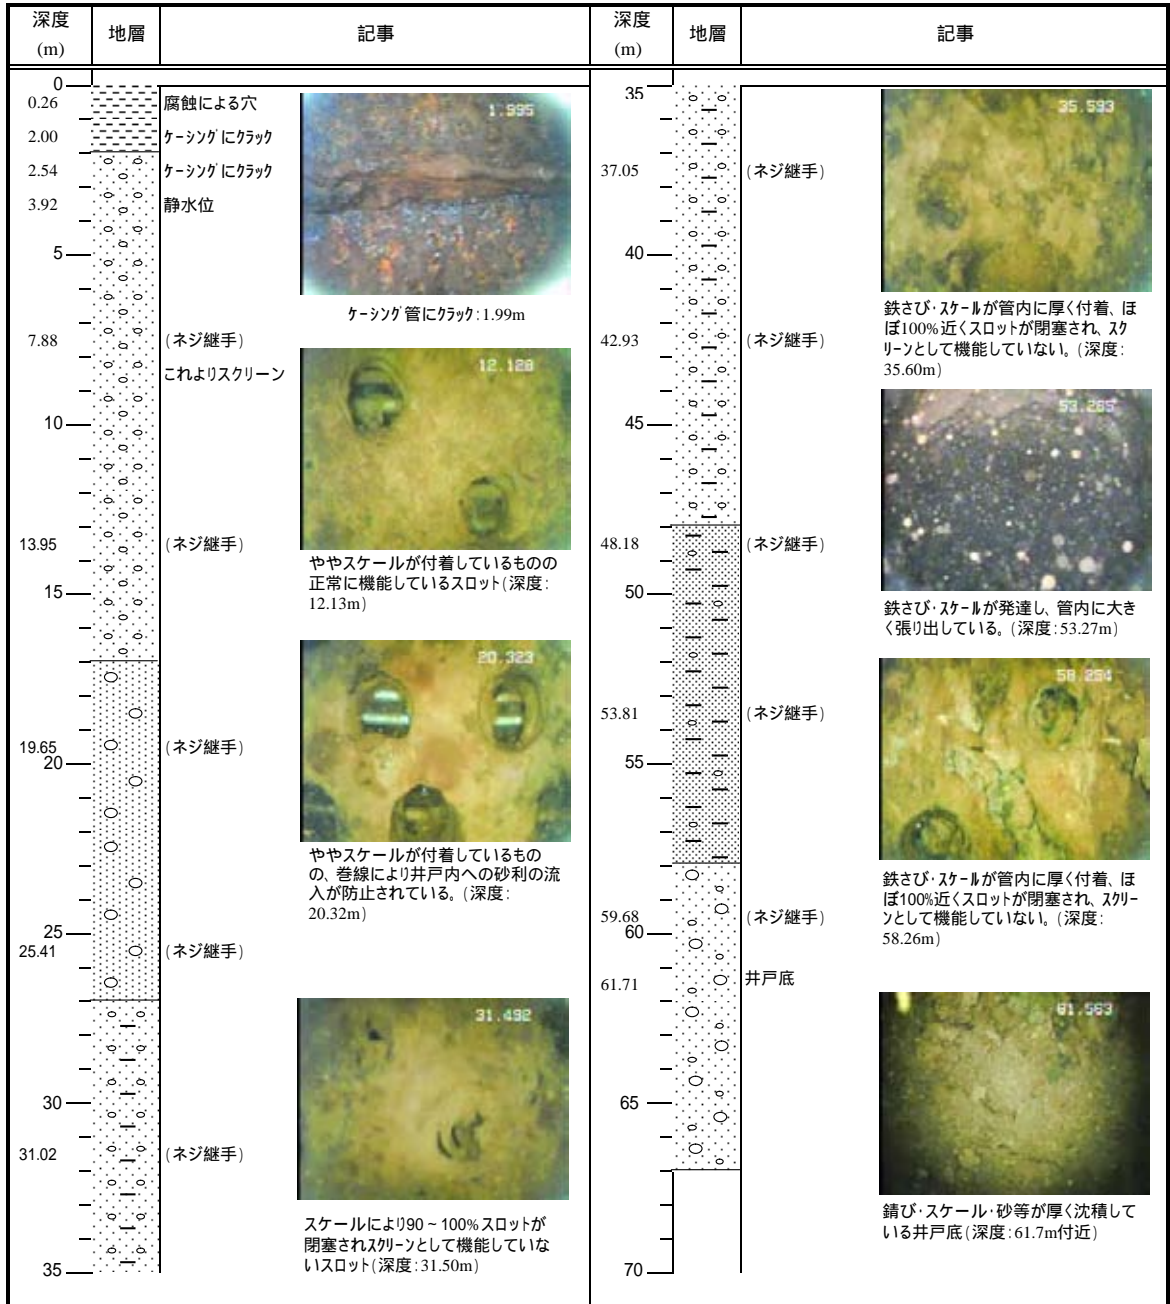 深度
(m)
地層
記事
0
0.26 腐蝕による穴
2.00 ケーシングにクラック
2.54 ケーシングにクラック
3.92 静水位
5
7.88 (ネジ継手)
これよりスクリーン
10
13.95 (ネジ継手)
15
19.65 (ネジ継手)
20
25
25.41 (ネジ継手)
30
31.02 (ネジ継手)
35
1.995
ケーシング管にクラック:1.99m
12.128
ややスケールが付着しているものの
正常に機能しているスロット(深度:
12.13m)
20.323
ややスケールが付着しているもの
の、巻線により井戸内への砂利の流
入が防止されている。(深度:
20.32m)
31.492
スケールにより90~100%スロットが
閉塞されスクリーンとして機能していな
いスロット(深度:31.50m)
深度
(m)
地層
記事
35
37.05 (ネジ継手)
40
42.93 (ネジ継手)
45
48.18 (ネジ継手)
50
53.81 (ネジ継手)
55
59.68 (ネジ継手)
60
61.71 井戸底
65
70
35.593
鉄さび・スケールが管内に厚く付着、ほ
ぼ100%近くスロットが閉塞され、スク
リーンとして機能していない。(深度:
35.60m)
53.265
鉄さび・スケールが発達し、管内に大き
く張り出している。(深度:53.27m)
58.254
鉄さび・スケールが管内に厚く付着、ほ
ぼ100%近くスロットが閉塞され、スクリー
ンとして機能していない。(深度:
58.26m)
61.563
錆び・スケール・砂等が厚く沈積して
いる井戸底(深度:61.7m付近)